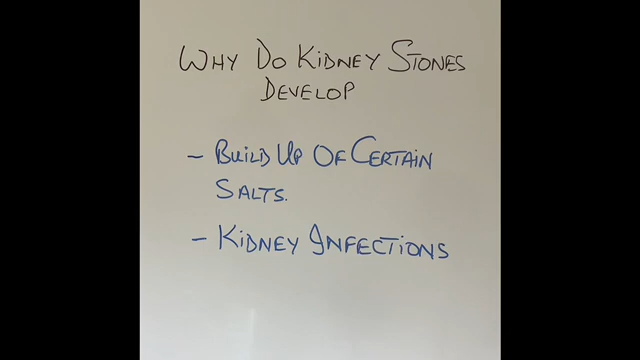 Why Do Kidney Stones
Develop
- Build Up Of Certain
Salts.
- Kidney Infections